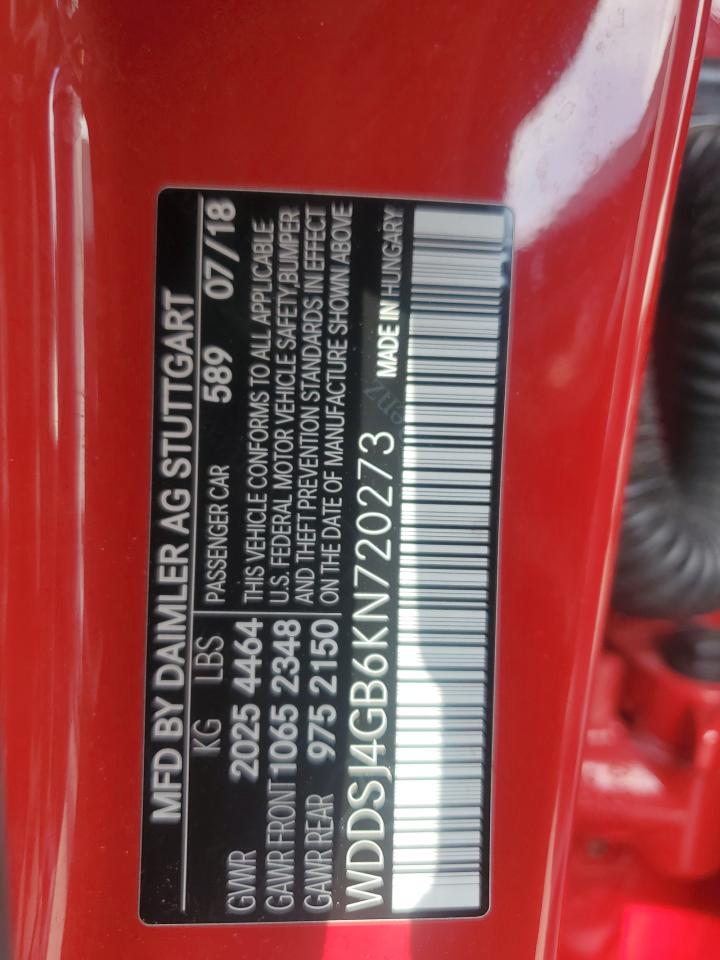 MFD BY DAIMLER AG STUTTGART
KG LBS PASSENGER CAR 589 07/18
GVWR 2025 4464
GAWR FRONT 1065 2348
GAWR REAR 975 2150
THIS VEHICLE CONFORMS TO ALL APPLICABLE
U.S. FEDERAL MOTOR VEHICLE SAFETY,BUMPER,
AND THEFT PREVENTION STANDARDS IN EFFECT
ON THE DATE OF MANUFACTURE SHOWN ABOVE
WDDSJ4GB6KN720273 MADE IN HUNGARY